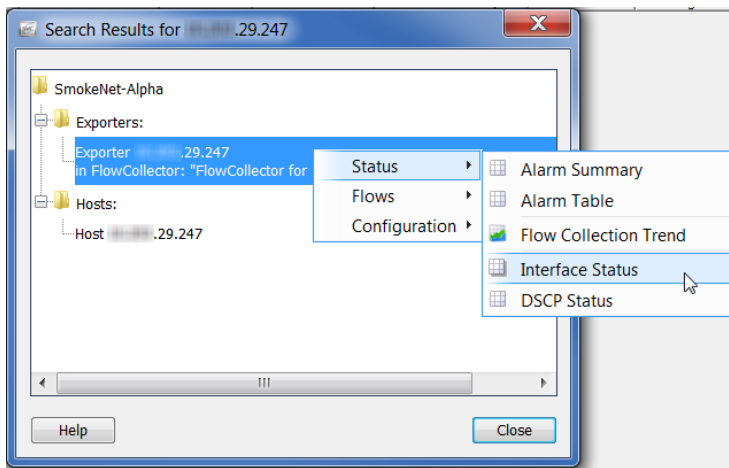 Search Results for .29.247
SmokeNet-Alpha
Exporters:
Exporter .29.247
in FlowCollector: "FlowCollector for
Hosts:
Host .29.247
Status
Flows
Configuration
Alarm Summary
Alarm Table
Flow Collection Trend
Interface Status
DSCP Status
Help
Close